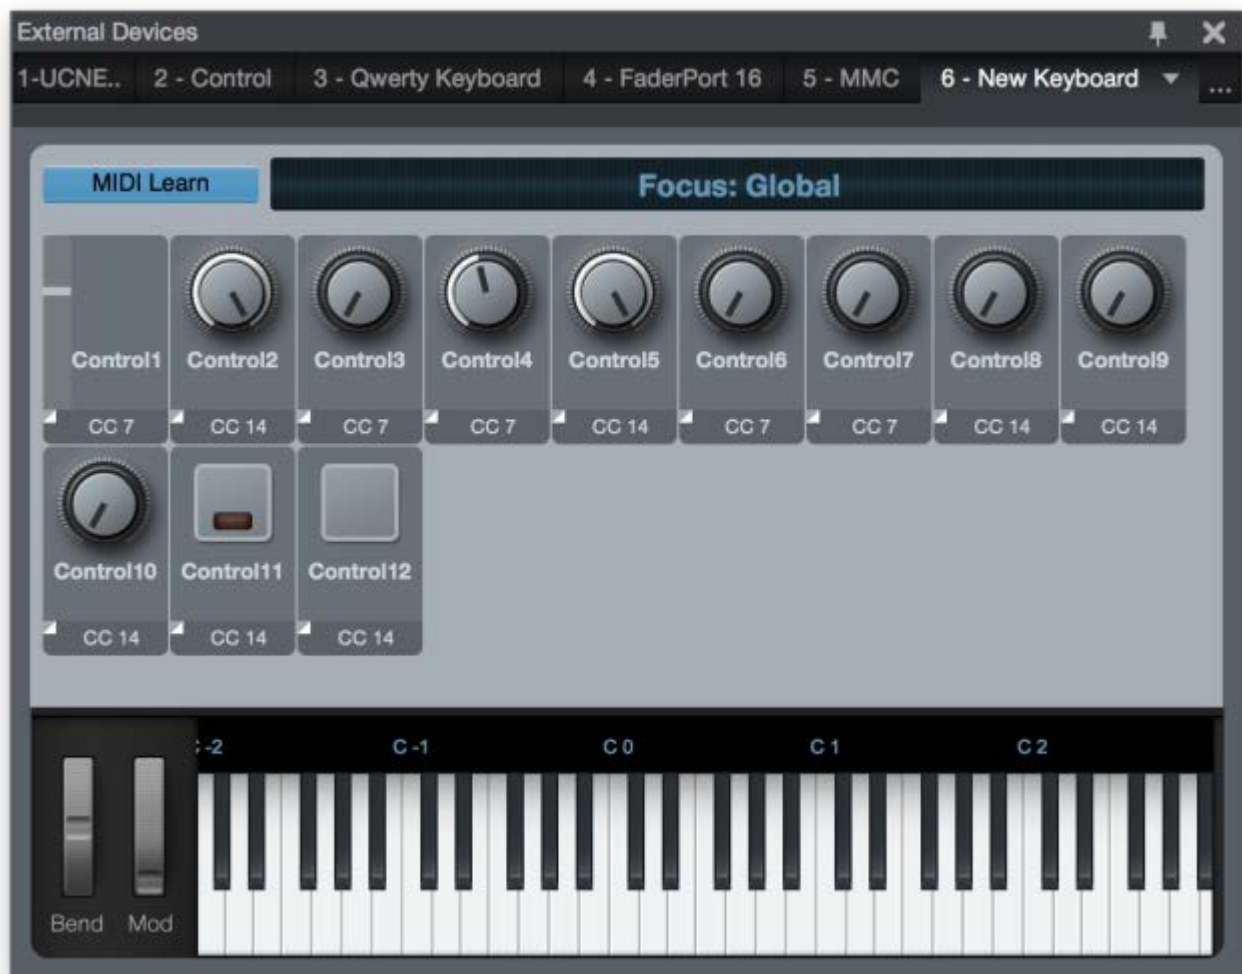 External Devices
1-UCNE.. 2 - Control 3 - Qwerty Keyboard 4 - FaderPort 16 5 - MMC 6 - New Keyboard ...
MIDI Learn Focus: Global
Control1 Control2 Control3 Control4 Control5 Control6 Control7 Control8 Control9
CC 7 CC 14 CC 7 CC 7 CC 14 CC 7 CC 7 CC 14 CC 14
Control10 Control11 Control12
CC 14 CC 14 CC 14
C -2 C -1 C 0 C 1 C 2
Bend Mod